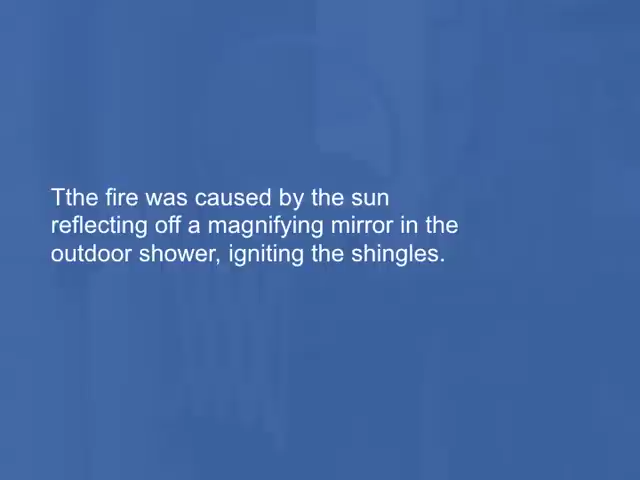 Tthe fire was caused by the sun
reflecting off a magnifying mirror in the
outdoor shower, igniting the shingles.